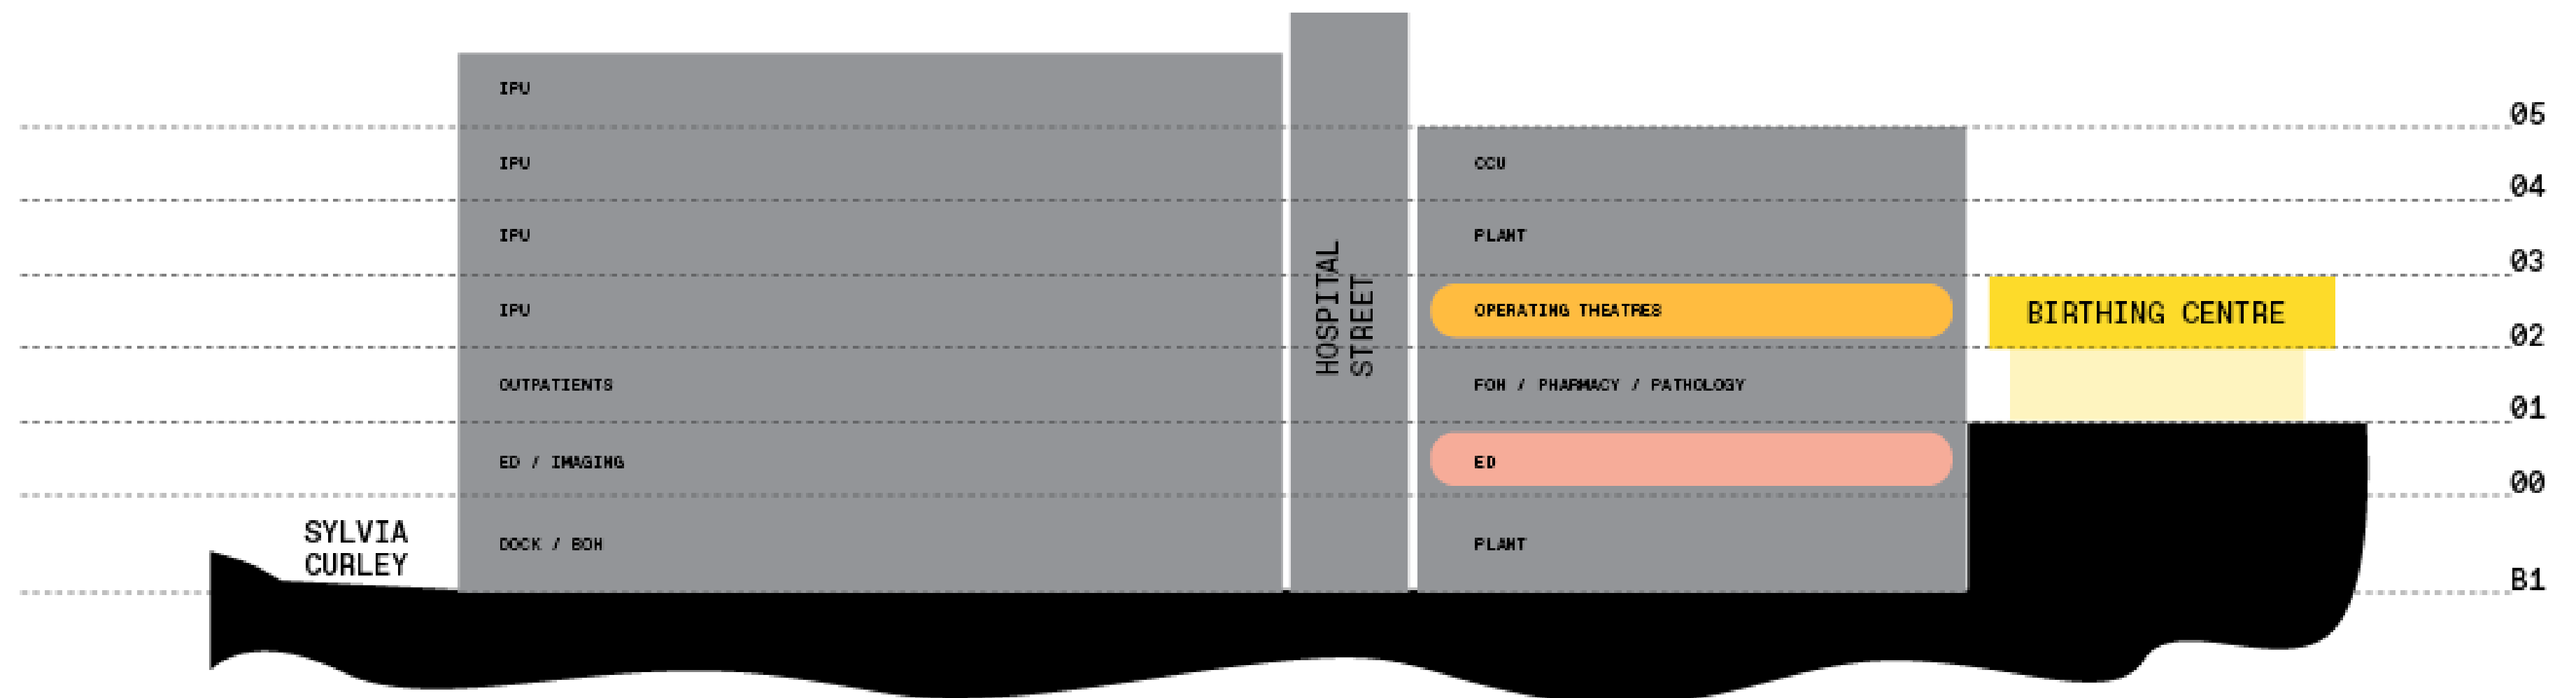 IPU
05
IPU
CCU
04
IPU
PLANT
03
IPU
HOSPITAL
STREET
OPERATING THEATRES
BIRTHING CENTRE
02
OUTPATIENTS
FOH / PHARMACY / PATHOLOGY
01
ED / IMAGING
ED
00
SYLVIA
CURLEY
DOCK / BOH
PLANT
B1